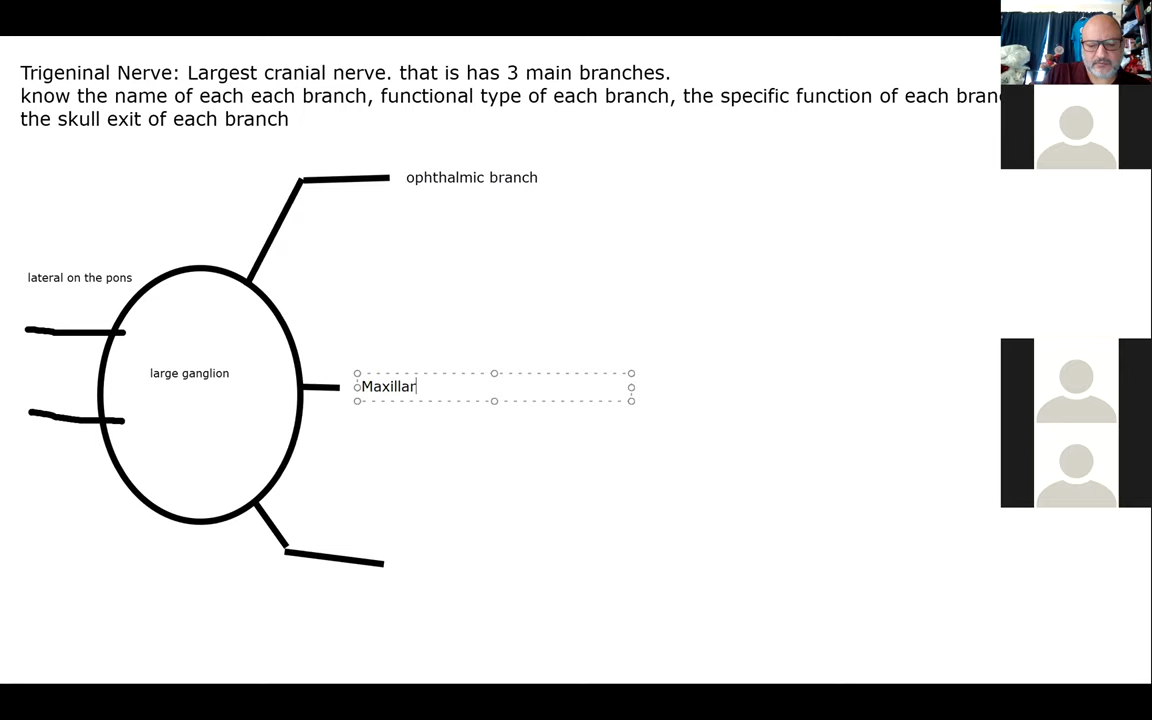 Trigeninal Nerve: Largest cranial nerve. that is has 3 main branches.
know the name of each each branch, functional type of each branch, the specific function of each
the skull exit of each branch
ophthalmic branch
lateral on the pons
large ganglion
Maxillar